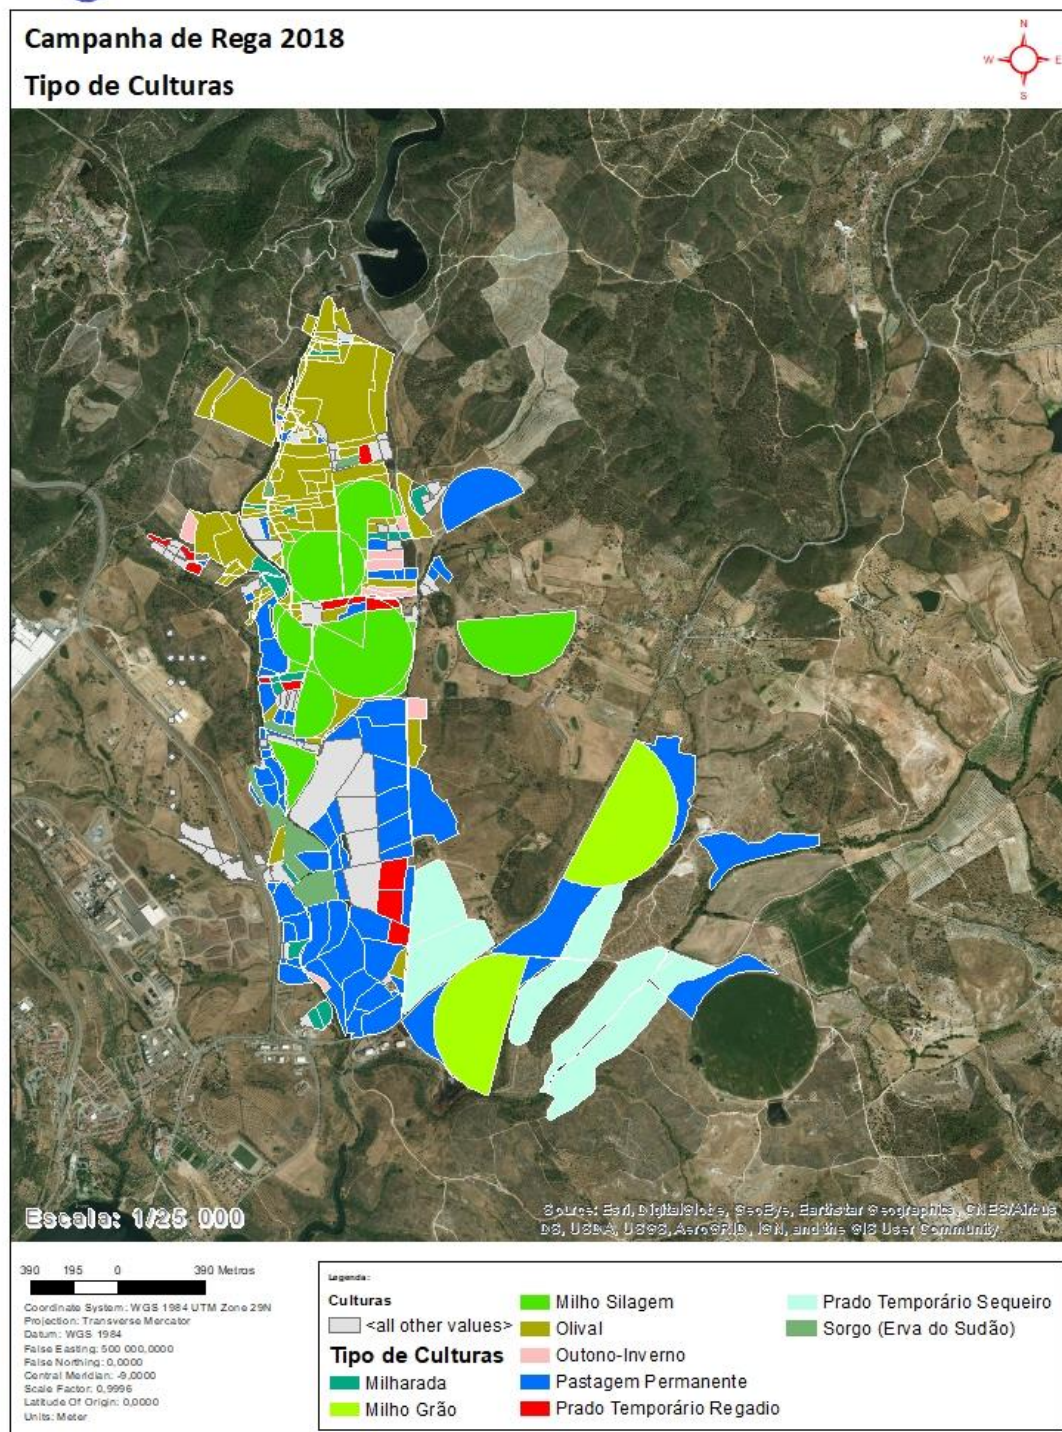 Campanha de Rega 2018
Tipo de Culturas
N
W
E
S
Escala: 1/25 000
Source: Esri, DigitalGlobe, GeoEye, Earthstar Geographics, CNES/Airbus
DS, USDA, USGS, AeroGRID, IGN, and the GIS User Community
390 195 0 390 Metros
Coordinate System: WGS 1984 UTM Zone 29N
Projection: Transverse Mercator
Datum: WGS 1984
False Easting: 500 000,0000
False Northing: 0,0000
Central Meridian: -9,0000
Scale Factor: 0,9996
Latitude Of Origin: 0,0000
Units: Meter
Legenda:
Culturas
<all other values>
Tipo de Culturas
Milharada
Milho Grão
Milho Silagem
Olival
Outono-Inverno
Pastagem Permanente
Prado Temporário Regadio
Prado Temporário Sequeiro
Sorgo (Erva do Sudão)